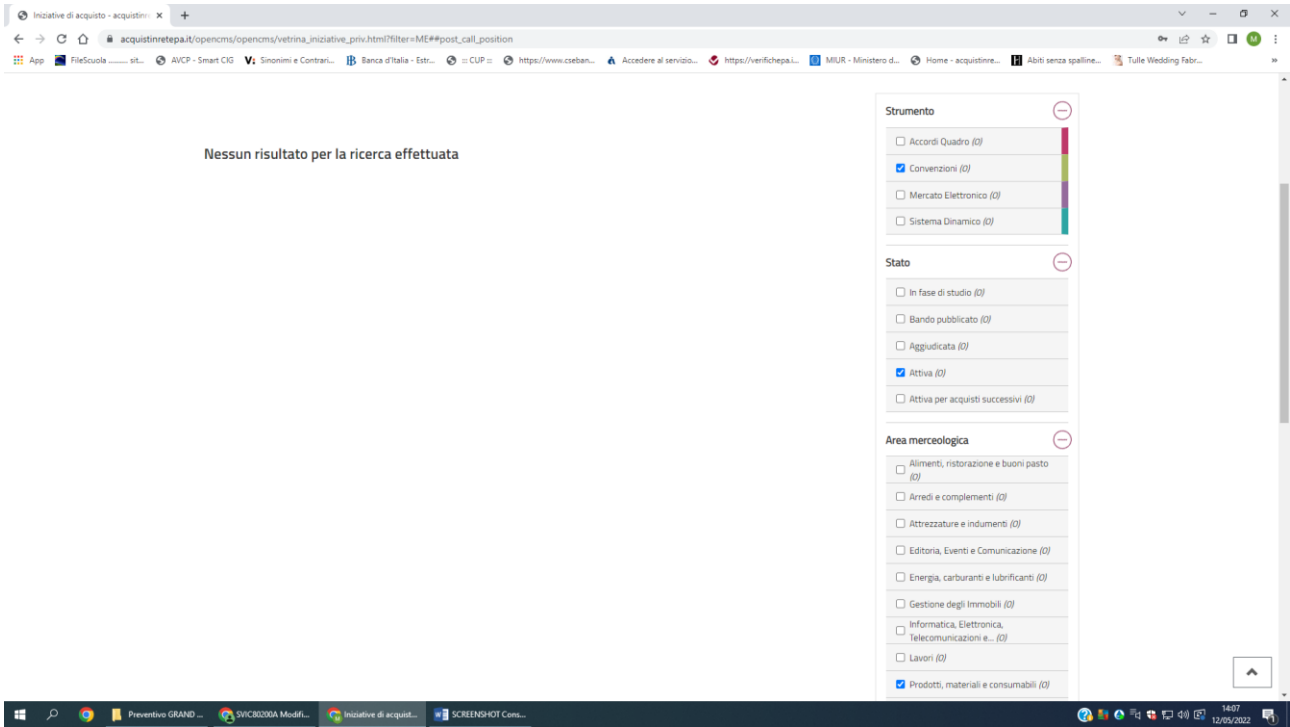 Iniziative di acquisto - acquistinre
acquistinretepa.it/opencms/opencms/vetrina_iniziative_priv.html?filter=ME##post_call_position
App FileScuola ......... sit... AVCP - Smart CIG Sinonimi e Contrari... Banca d'Italia - Estr... :: CUP :: https://www.cseban... Accedere al servizio... https://verifichepa.i... MIUR - Ministero d... Home - acquistinre... Abiti senza spalline... Tulle Wedding Fabr... »
Nessun risultato per la ricerca effettuata
Strumento
Accordi Quadro (0)
Convenzioni (0)
Mercato Elettronico (0)
Sistema Dinamico (0)
Stato
In fase di studio (0)
Bando pubblicato (0)
Aggiudicata (0)
Attiva (0)
Attiva per acquisti successivi (0)
Area merceologica
Alimenti, ristorazione e buoni pasto
(0)
Arredi e complementi (0)
Attrezzature e indumenti (0)
Editoria, Eventi e Comunicazione (0)
Energia, carburanti e lubrificanti (0)
Gestione degli Immobili (0)
Informatica, Elettronica,
Telecomunicazioni e... (0)
Lavori (0)
Prodotti, materiali e consumabili (0)
Preventivo GRAND ... SVIC80200A Modifi... Iniziative di acquist... SCREENSHOT Cons...
14:07
12/05/2022